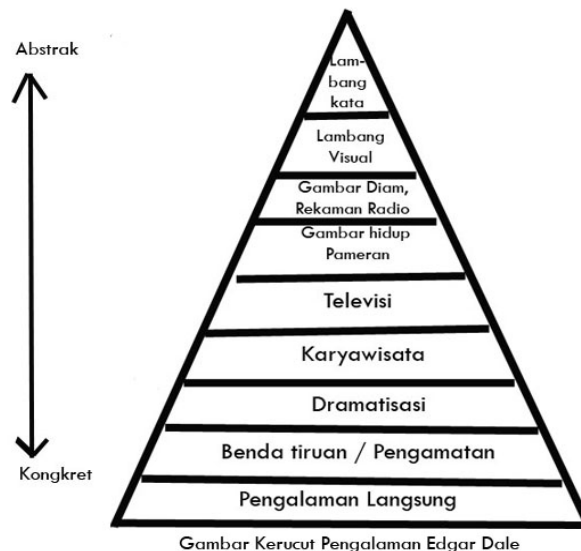 Abstrak
Lam-
bang
kata
Lambang
Visual
Gambar Diam,
Rekaman Radio
Gambar hidup
Pameran
Televisi
Karyawisata
Dramatisasi
Benda tiruan / Pengamatan
Kongkret
Pengalaman Langsung
Gambar Kerucut Pengalaman Edgar Dale